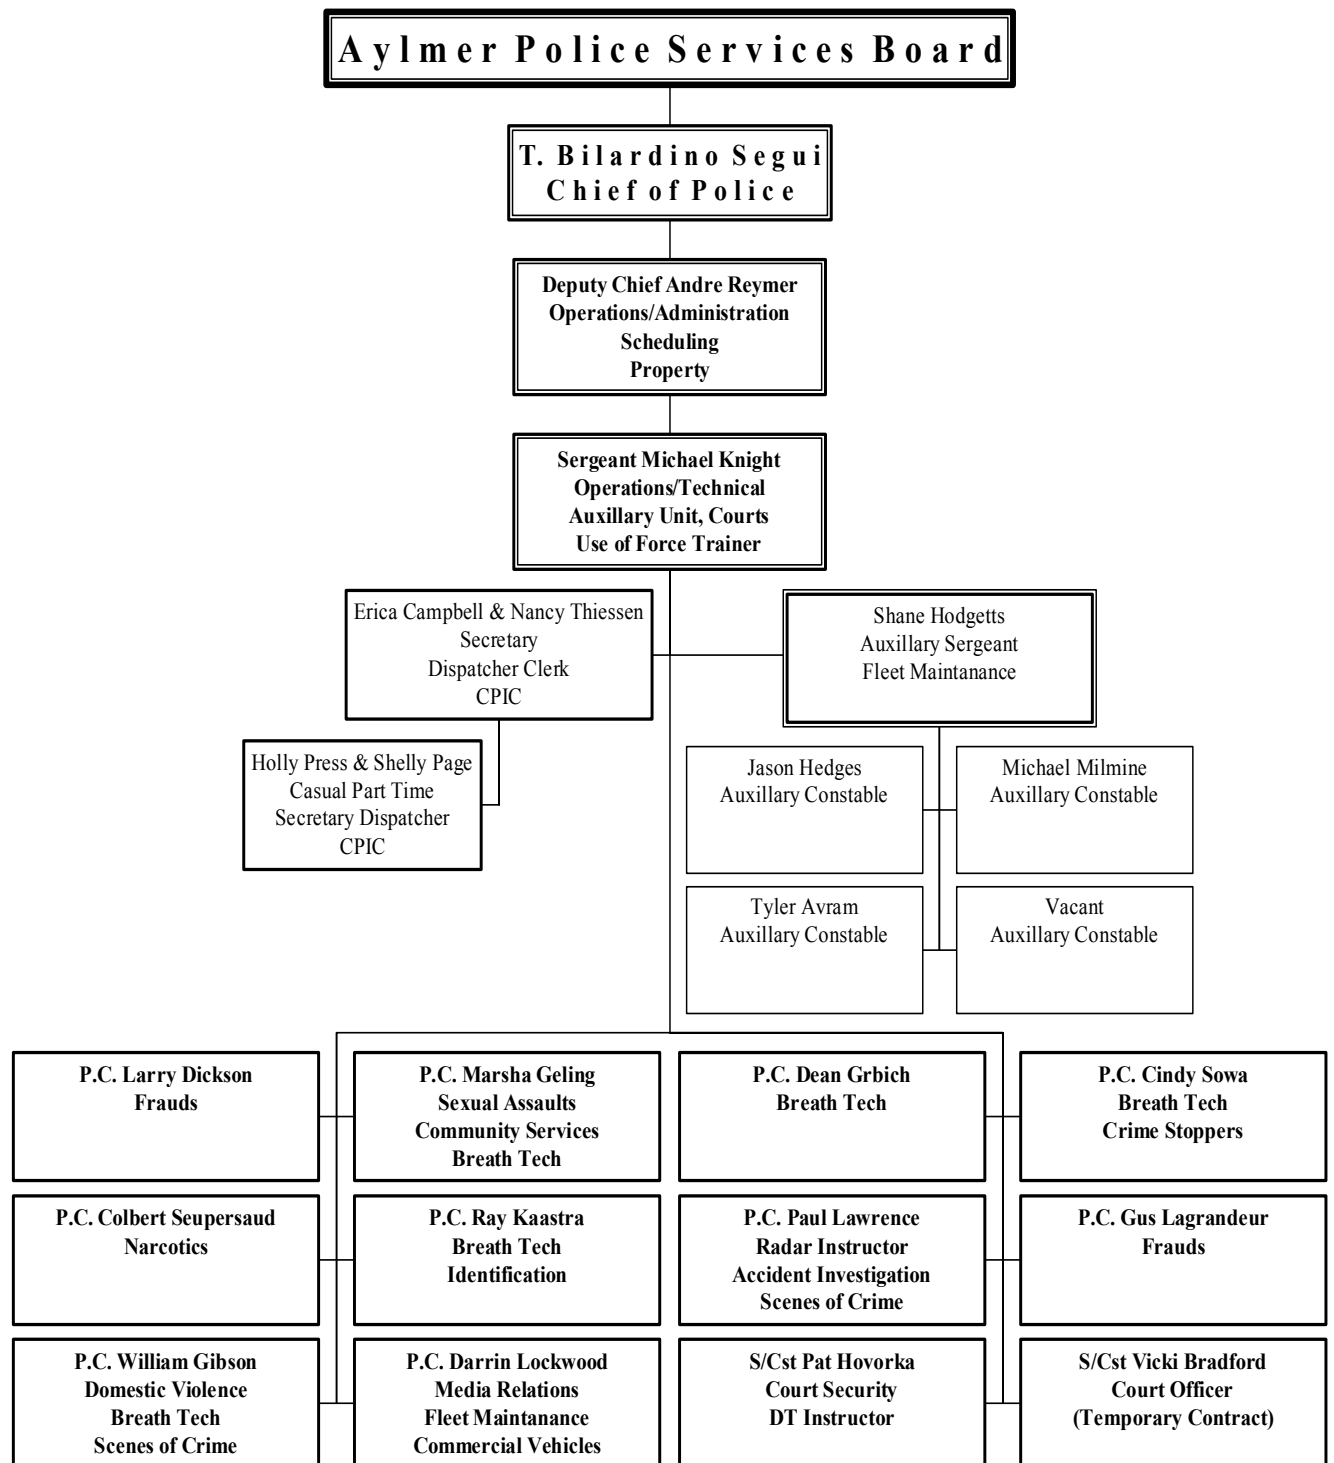 Aylmer Police Services Board
T. Bilardino Segui
Chief of Police
Deputy Chief Andre Reymer
Operations/Administration
Scheduling
Property
Sergeant Michael Knight
Operations/Technical
Auxillary Unit, Courts
Use of Force Trainer
Erica Campbell & Nancy Thiessen
Secretary
Dispatcher Clerk
CPIC
Shane Hodgetts
Auxillary Sergeant
Fleet Maintanance
Holly Press & Shelly Page
Casual Part Time
Secretary Dispatcher
CPIC
Jason Hedges
Auxillary Constable
Michael Milmine
Auxillary Constable
Tyler Avram
Auxillary Constable
Vacant
Auxillary Constable
P.C. Larry Dickson
Frauds
P.C. Marsha Geling
Sexual Assaults
Community Services
Breath Tech
P.C. Dean Grbich
Breath Tech
P.C. Cindy Sowa
Breath Tech
Crime Stoppers
P.C. Colbert Seupersaud
Narcotics
P.C. Ray Kaastra
Breath Tech
Identification
P.C. Paul Lawrence
Radar Instructor
Accident Investigation
Scenes of Crime
P.C. Gus Lagrandeur
Frauds
P.C. William Gibson
Domestic Violence
Breath Tech
Scenes of Crime
P.C. Darrin Lockwood
Media Relations
Fleet Maintanance
Commercial Vehicles
S/Cst Pat Hovorka
Court Security
DT Instructor
S/Cst Vicki Bradford
Court Officer
(Temporary Contract)